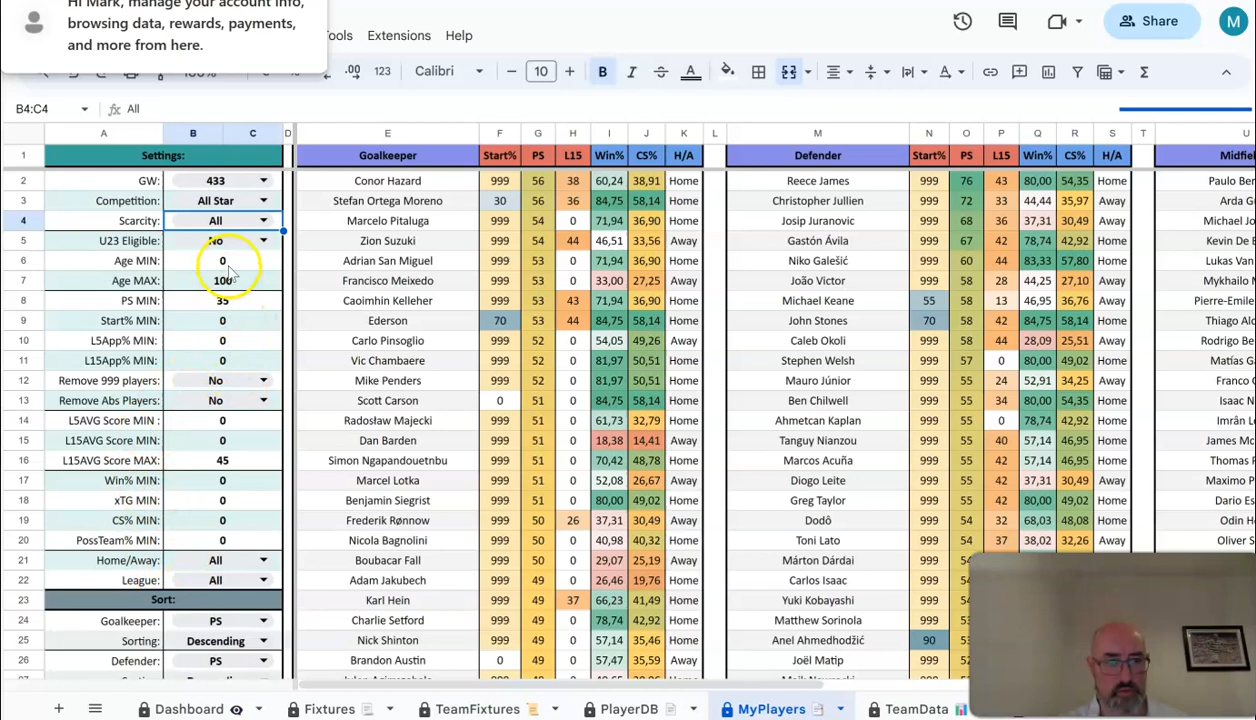 Hi Mark, manage your account info,
browsing data, rewards, payments,
and more from here.
Tools Extensions Help
Share M
.00 123 Calibri 10 B I A
B4:C4 All
A B C D E F G H I J K L M N O P Q R S T U
1 Settings: Goalkeeper Start% PS L15 Win% CS% H/A Defender Start% PS L15 Win% CS% H/A
2 GW: 433 Conor Hazard 999 56 38 60,24 38,91 Home Reece James 999 76 43 80,00 54,35 Home Paulo Ber
3 Competition: All Star Stefan Ortega Moreno 30 56 36 84,75 58,14 Home Christopher Jullien 999 72 33 44,44 35,97 Away Arda G
4 Scarcity: All Marcelo Pitaluga 999 54 0 71,94 36,90 Home Josip Juranovic 999 68 36 37,31 30,49 Away Michael Jo
5 U23 Eligible: No Zion Suzuki 999 54 44 46,51 33,56 Away Gastón Ávila 999 67 42 78,74 42,92 Home Kevin De
6 Age MIN: 0 Adrian San Miguel 999 54 0 71,94 36,90 Home Niko Galešić 999 60 44 83,33 57,80 Home Lukas Van
7 Age MAX: 100 Francisco Meixedo 999 54 0 33,00 27,25 Away João Victor 999 58 28 44,25 27,10 Away Mykhailo
8 PS MIN: 35 Caoimhin Kelleher 999 53 43 71,94 36,90 Home Michael Keane 55 58 13 46,95 36,76 Away Pierre-Emile
9 Start% MIN: 0 Ederson 70 53 44 84,75 58,14 Home John Stones 70 58 42 84,75 58,14 Home Thiago Al
10 L5App% MIN: 0 Carlo Pinsoglio 999 52 0 54,05 49,26 Home Caleb Okoli 999 58 44 28,09 25,51 Away Rodrigo Be
11 L15App% MIN: 0 Vic Chambaere 999 52 0 81,97 50,51 Home Stephen Welsh 999 57 0 80,00 49,02 Home Matías G
12 Remove 999 players: No Mike Penders 999 52 0 81,97 50,51 Home Mauro Júnior 999 55 24 52,91 34,25 Away Franco
13 Remove Abs Players: No Scott Carson 0 51 0 84,75 58,14 Home Ben Chilwell 999 55 34 80,00 54,35 Home Isaac N
14 L5AVG Score MIN : 0 Radosław Majecki 999 51 0 61,73 32,79 Home Ahmetcan Kaplan 999 55 0 78,74 42,92 Home Oscar G
15 L15AVG Score MIN: 0 Dan Barden 999 51 0 18,38 14,41 Away Tanguy Nianzou 999 55 40 57,14 46,95 Home James M
16 L15AVG Score MAX: 45 Simon Ngapandouetnbu 999 51 0 70,42 48,78 Home Marcos Acuña 999 55 42 57,14 46,95 Home Thomas P
17 Win% MIN: 0 Marcel Lotka 999 51 0 52,08 26,67 Away Diogo Leite 999 55 42 37,31 30,49 Away Maximo P
18 xTG MIN: 0 Benjamin Siegrist 999 51 0 80,00 49,02 Home Greg Taylor 999 55 42 80,00 49,02 Home Dario Es
19 CS% MIN: 0 Frederik Rønnow 999 50 26 37,31 30,49 Away Dodô 999 54 32 68,03 48,08 Home Odin H
20 PossTeam% MIN: 0 Nicola Bagnolini 999 50 0 40,98 40,32 Home Toni Lato 999 54 37 38,02 32,26 Away Oliver S
21 Home/Away: All Boubacar Fall 999 50 0 29,07 25,19 Away Márton Dárdai 999 54
22 League: All Adam Jakubech 999 49 0 26,46 19,76 Away Carlos Isaac 999 54
23 Sort: Karl Hein 999 49 37 66,23 41,49 Home Yuki Kobayashi 999 54
24 Goalkeeper: PS Charlie Setford 999 49 0 78,74 42,92 Home Matthew Sorinola 999
25 Sorting: Descending Nick Shinton 999 49 0 57,14 35,46 Home Anel Ahmedhodžić 90
26 Defender: PS Brandon Austin 0 49 0 57,47 35,59 Away Joël Matip 999
Dashboard Fixtures TeamFixtures PlayerDB MyPlayers TeamData